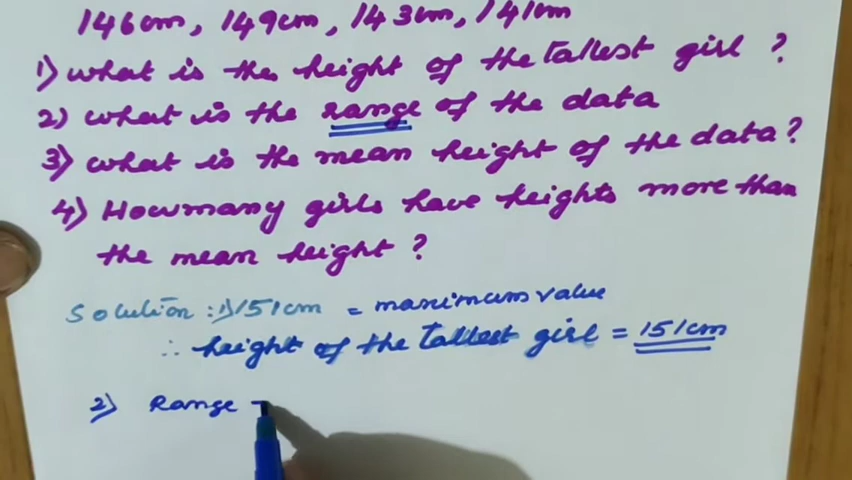 146cm, 149cm, 143cm, 141cm
1) what is the height of the tallest girl ?
2) what is the range of the data
3) what is the mean height of the data?
4) Howmany girls have heights more than
the mean height ?
Solution : 1) 151cm = maximum value
∴ height of the tallest girl = 151cm
2) Range -